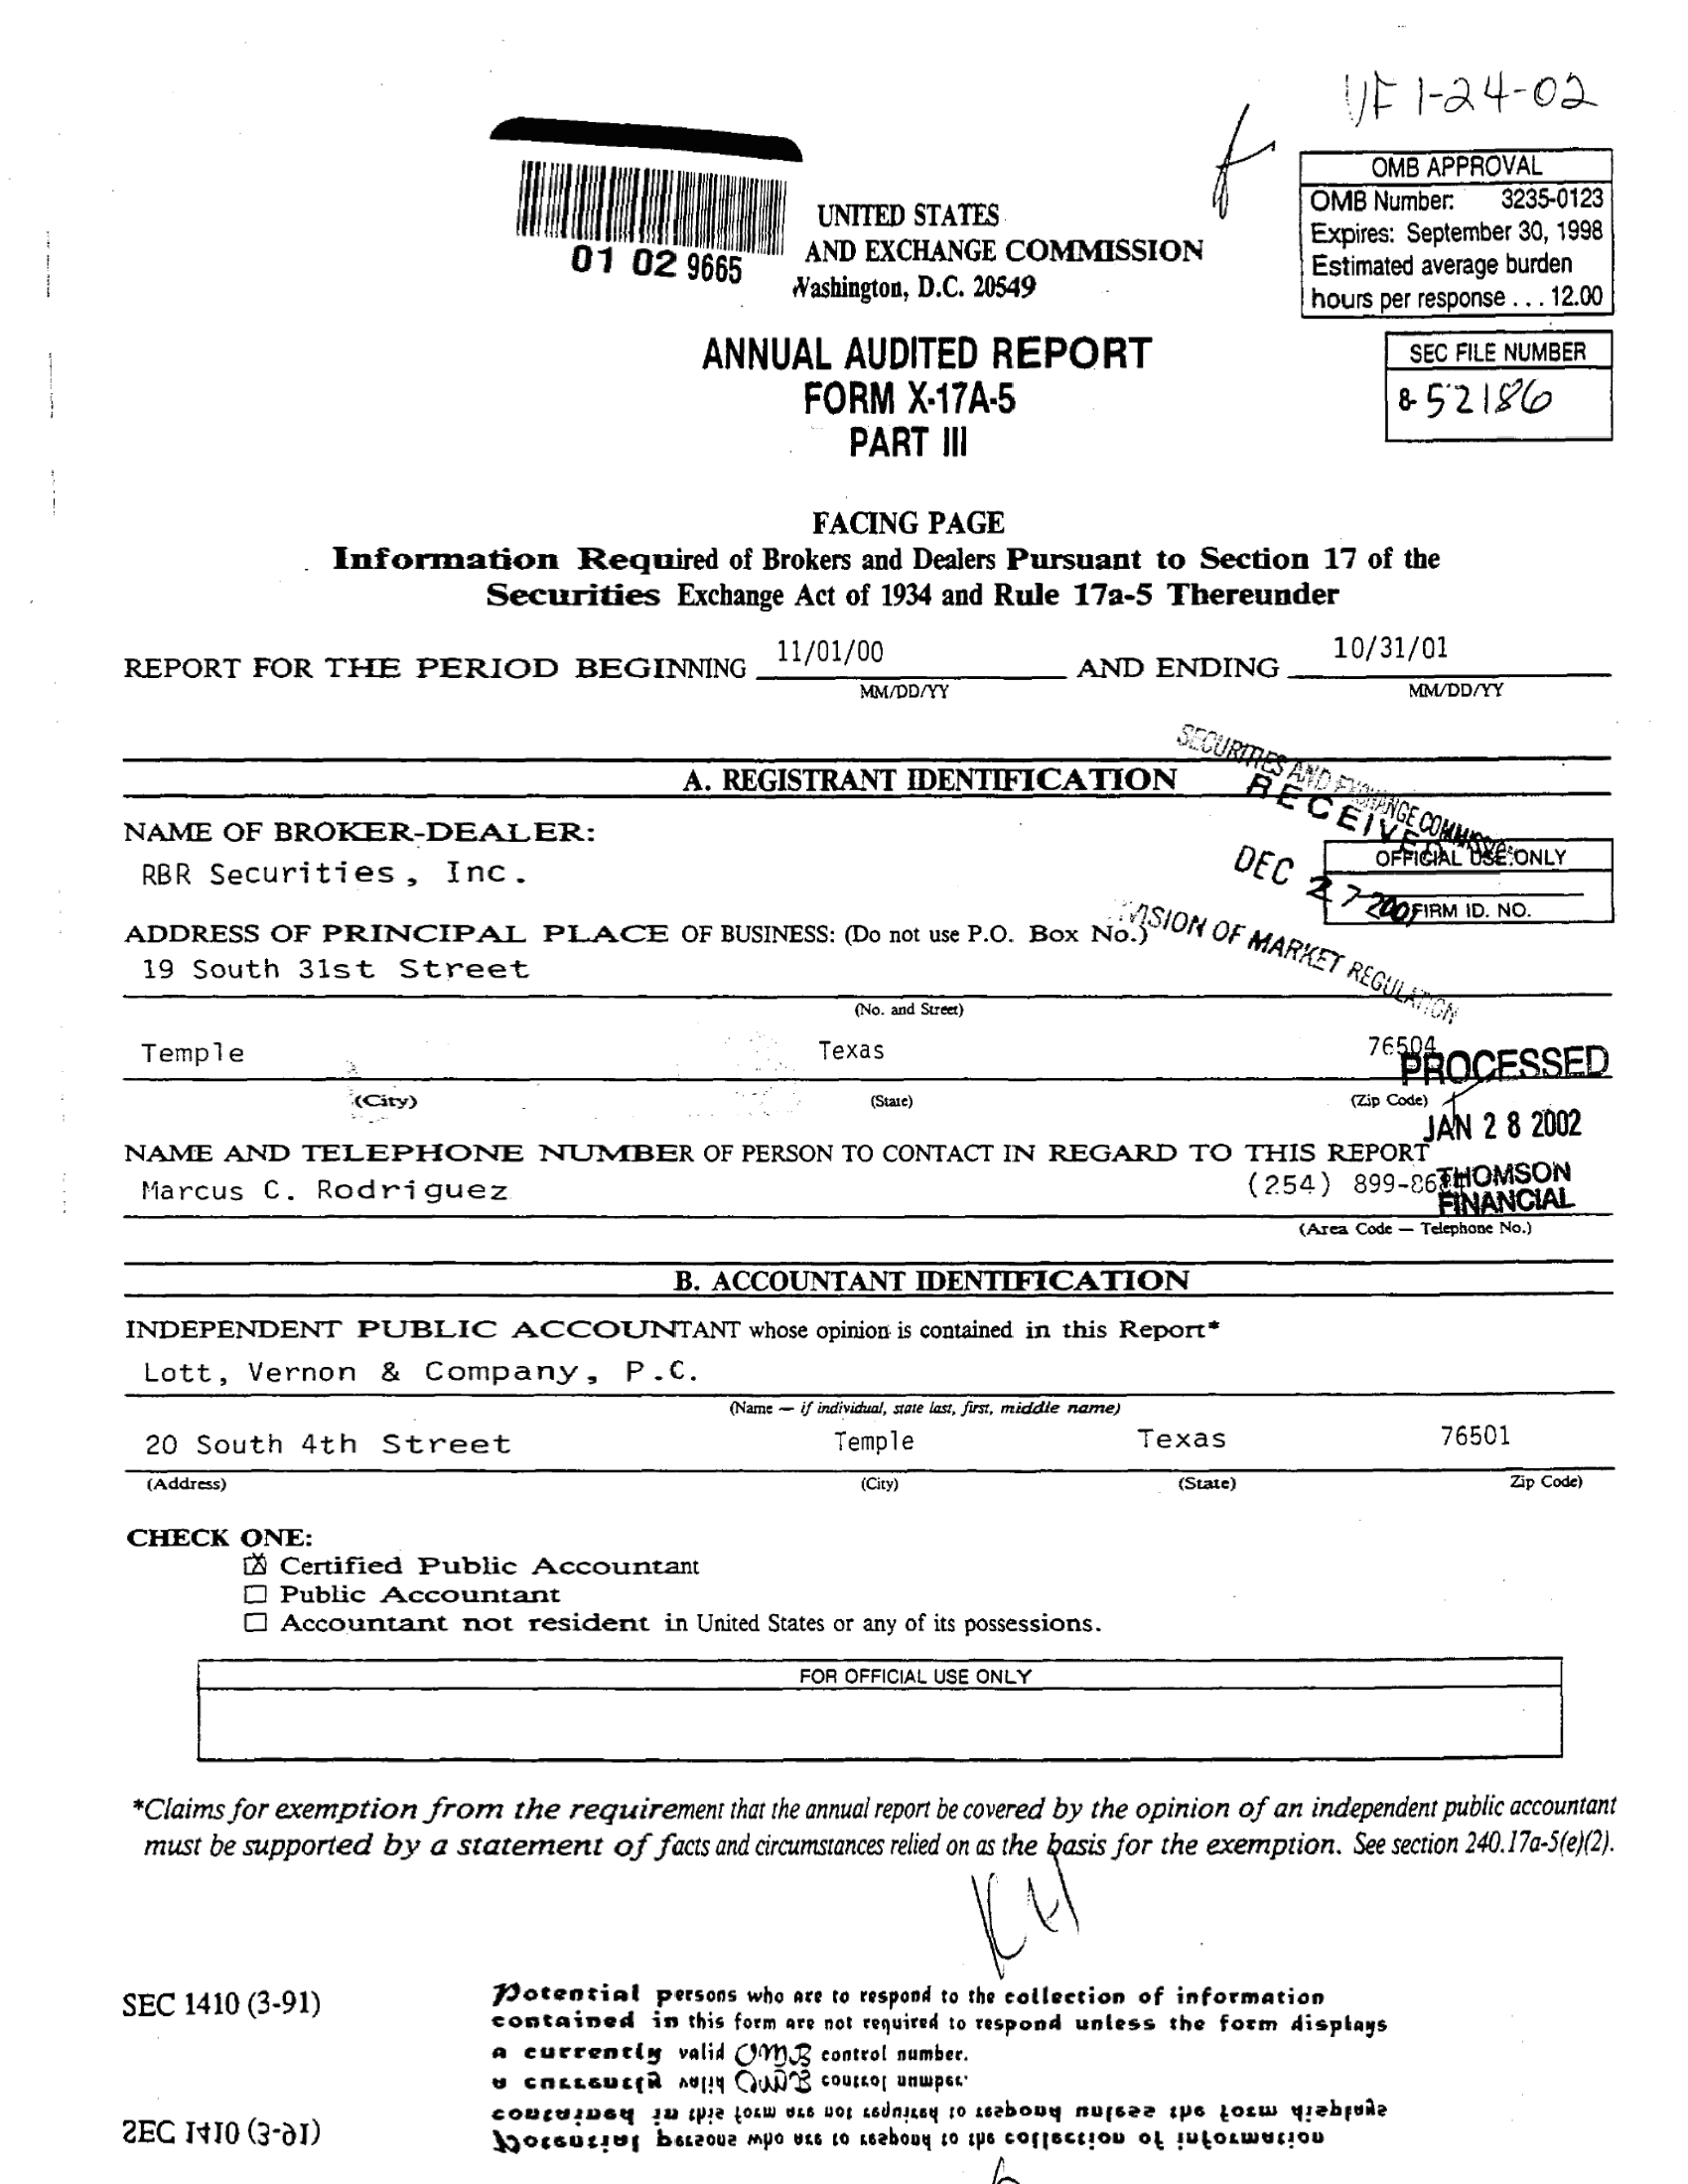 VF 1-24-02
01 02 9665
UNITED STATES
AND EXCHANGE COMMISSION
Washington, D.C. 20549
OMB APPROVAL
OMB Number: 3235-0123
Expires: September 30, 1998
Estimated average burden
hours per response . . . 12.00
ANNUAL AUDITED REPORT
FORM X-17A-5
PART III
SEC FILE NUMBER
8-52186
FACING PAGE
Information Required of Brokers and Dealers Pursuant to Section 17 of the
Securities Exchange Act of 1934 and Rule 17a-5 Thereunder
REPORT FOR THE PERIOD BEGINNING 11/01/00 AND ENDING 10/31/01
MM/DD/YY MM/DD/YY
A. REGISTRANT IDENTIFICATION
SECURITIES AND EXCHANGE COMMISSION
RECEIVED
DEC 27 2001
DIVISION OF MARKET REGULATION
NAME OF BROKER-DEALER:
RBR Securities, Inc.
OFFICIAL USE ONLY
FIRM ID. NO.
ADDRESS OF PRINCIPAL PLACE OF BUSINESS: (Do not use P.O. Box No.)
19 South 31st Street
(No. and Street)
Temple Texas 76504
(City) (State) (Zip Code)
PROCESSED
JAN 28 2002
THOMSON
FINANCIAL
NAME AND TELEPHONE NUMBER OF PERSON TO CONTACT IN REGARD TO THIS REPORT
Marcus C. Rodriguez (254)
(Area Code — Telephone No.)
B. ACCOUNTANT IDENTIFICATION
INDEPENDENT PUBLIC ACCOUNTANT whose opinion is contained in this Report*
Lott, Vernon & Company, P.C.
(Name — if individual, state last, first, middle name)
20 South 4th Street Temple Texas 76501
(Address) (City) (State) Zip Code)
CHECK ONE:
☒ Certified Public Accountant
☐ Public Accountant
☐ Accountant not resident in United States or any of its possessions.
FOR OFFICIAL USE ONLY
*Claims for exemption from the requirement that the annual report be covered by the opinion of an independent public accountant
must be supported by a statement of facts and circumstances relied on as the basis for the exemption. See section 240.17a-5(e)(2).
SEC 1410 (3-91)
Potential persons who are to respond to the collection of information
contained in this form are not required to respond unless the form displays
a currently valid OMB control number.